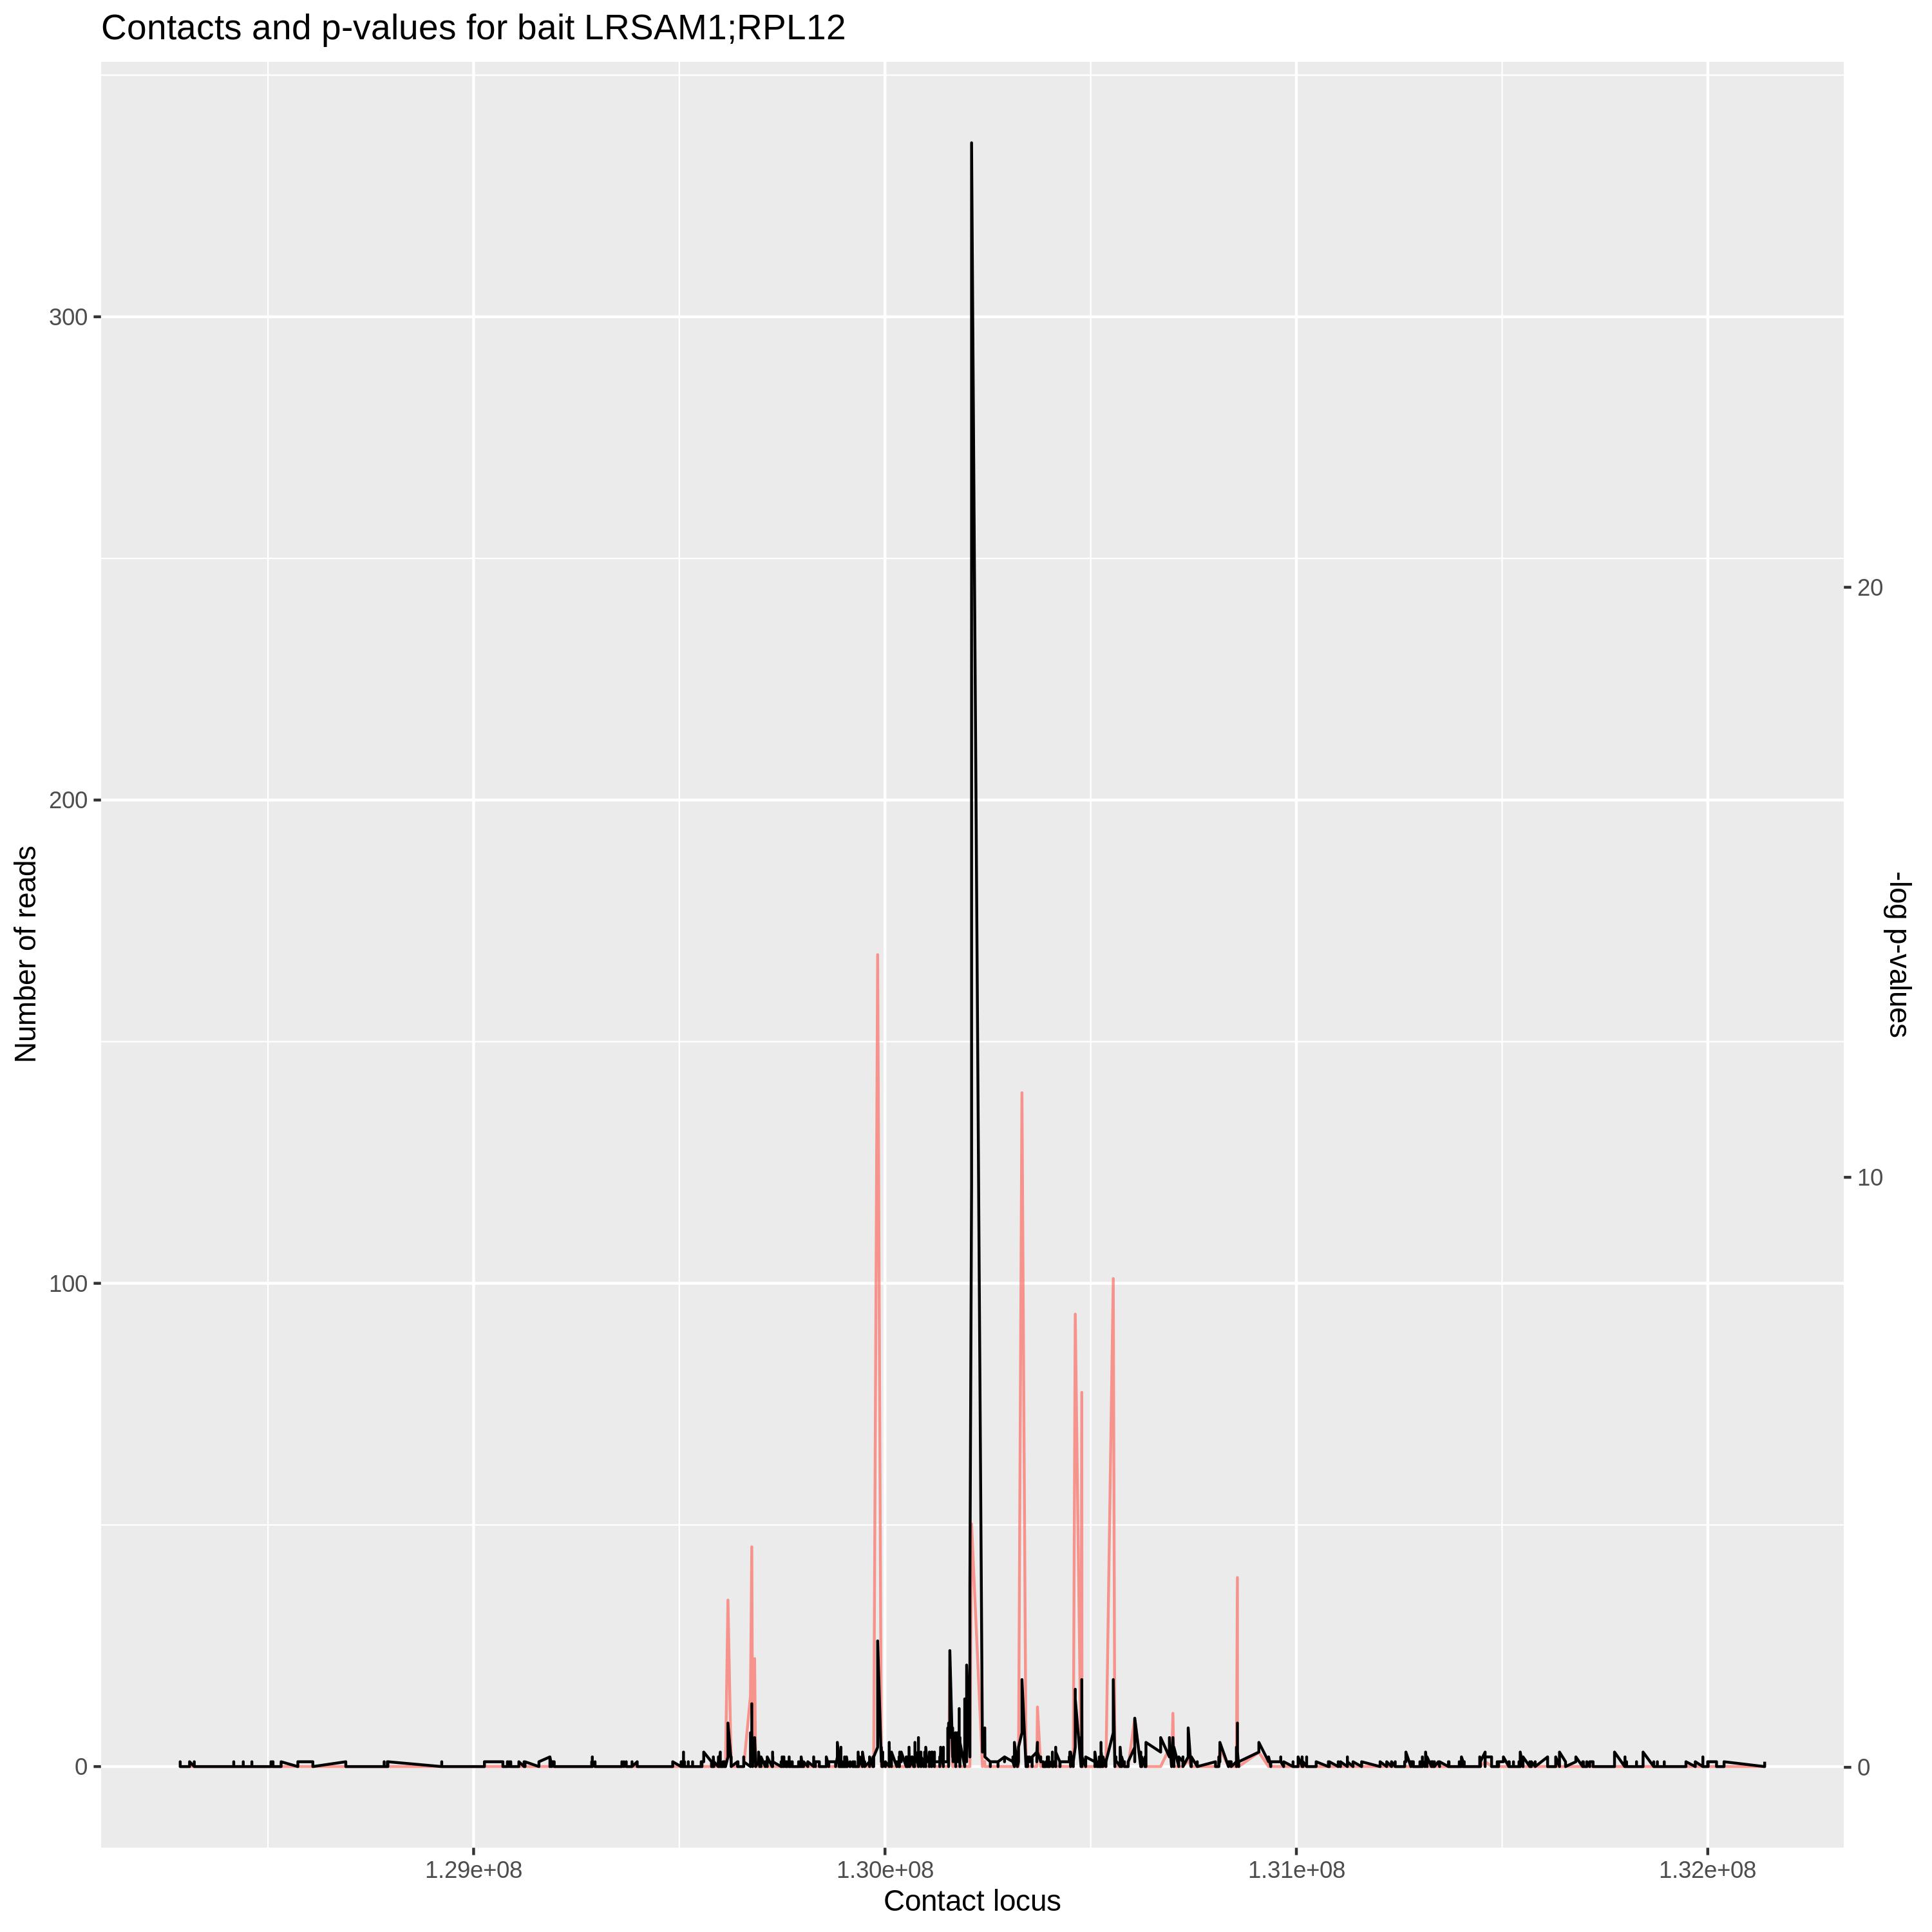 Contacts and p-values for bait LRSAM1;RPL12
300
200
100
0
Number of reads
20
10
0
-log p-values
1.29e+08
1.30e+08
1.31e+08
1.32e+08
Contact locus